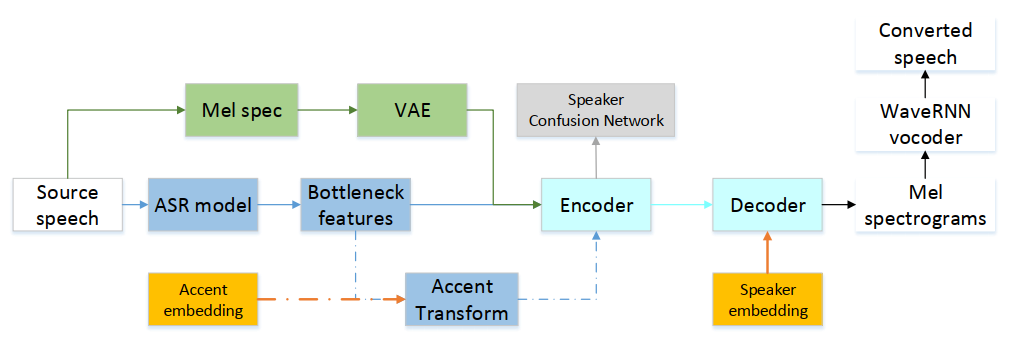 Converted
speech
Mel spec
VAE
Speaker
Confusion Network
WaveRNN
vocoder
Source
speech
ASR model
Bottleneck
features
Encoder
Decoder
Mel
spectrograms
Accent
embedding
Accent
Transform
Speaker
embedding